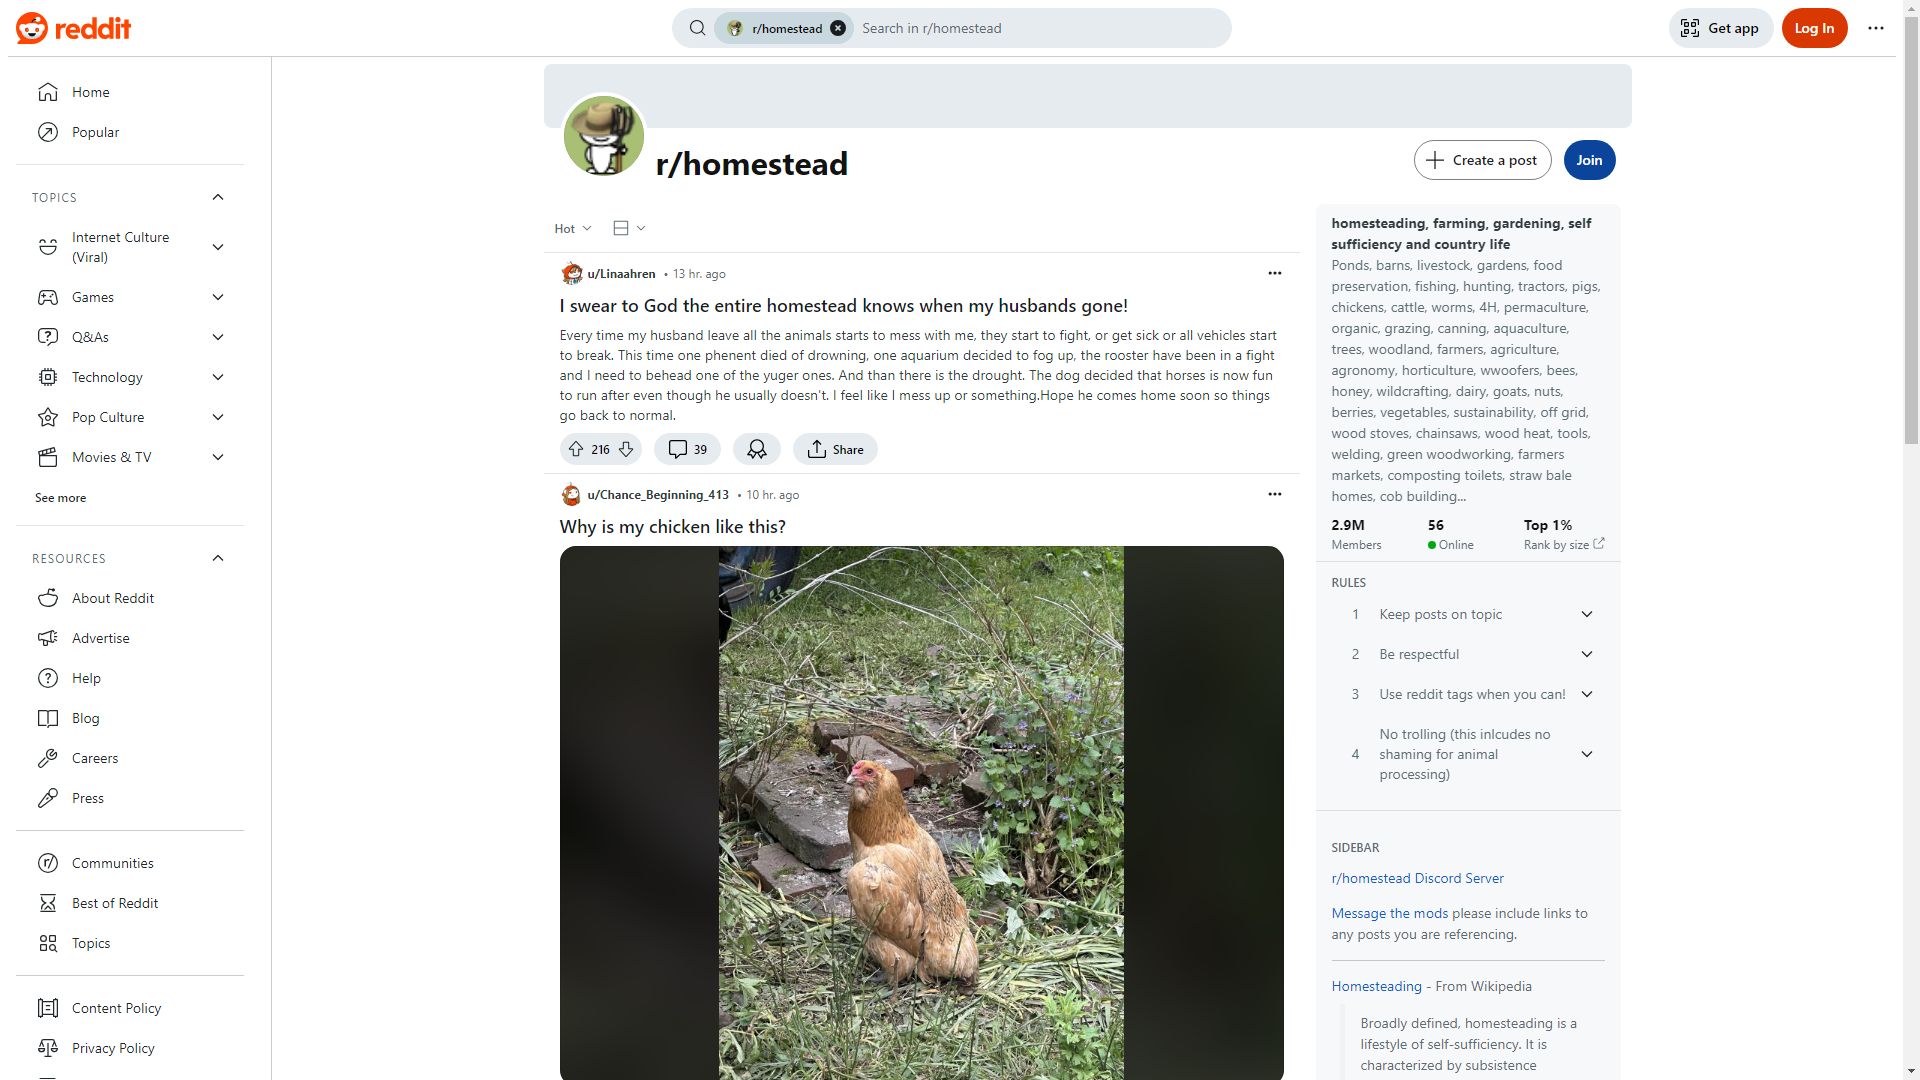 reddit
r/homestead
Search in r/homestead
Get app
Log In
Home
Popular
TOPICS
Internet Culture
(Viral)
Games
Q&As
Technology
Pop Culture
Movies & TV
See more
RESOURCES
About Reddit
Advertise
Help
Blog
Careers
Press
Communities
Best of Reddit
Topics
Content Policy
Privacy Policy
r/homestead
Create a post
Join
Hot
u/Linaahren • 13 hr. ago
I swear to God the entire homestead knows when my husbands gone!
Every time my husband leave all the animals starts to mess with me, they start to fight, or get sick or all vehicles start
to break. This time one phenent died of drowning, one aquarium decided to fog up, the rooster have been in a fight
and I need to behead one of the yuger ones. And than there is the drought. The dog decided that horses is now fun
to run after even though he usually doesn't. I feel like I mess up or something.Hope he comes home soon so things
go back to normal.
216
39
Share
u/Chance_Beginning_413 • 10 hr. ago
Why is my chicken like this?
homesteading, farming, gardening, self
sufficiency and country life
Ponds, barns, livestock, gardens, food
preservation, fishing, hunting, tractors, pigs,
chickens, cattle, worms, 4H, permaculture,
organic, grazing, canning, aquaculture,
trees, woodland, farmers, agriculture,
agronomy, horticulture, wwoofers, bees,
honey, wildcrafting, dairy, goats, nuts,
berries, vegetables, sustainability, off grid,
wood stoves, chainsaws, wood heat, tools,
welding, green woodworking, farmers
markets, composting toilets, straw bale
homes, cob building...
2.9M 56 Top 1%
Members Online Rank by size
RULES
1 Keep posts on topic
2 Be respectful
3 Use reddit tags when you can!
4 No trolling (this inlcudes no
shaming for animal
processing)
SIDEBAR
r/homestead Discord Server
Message the mods please include links to
any posts you are referencing.
Homesteading - From Wikipedia
Broadly defined, homesteading is a
lifestyle of self-sufficiency. It is
characterized by subsistence